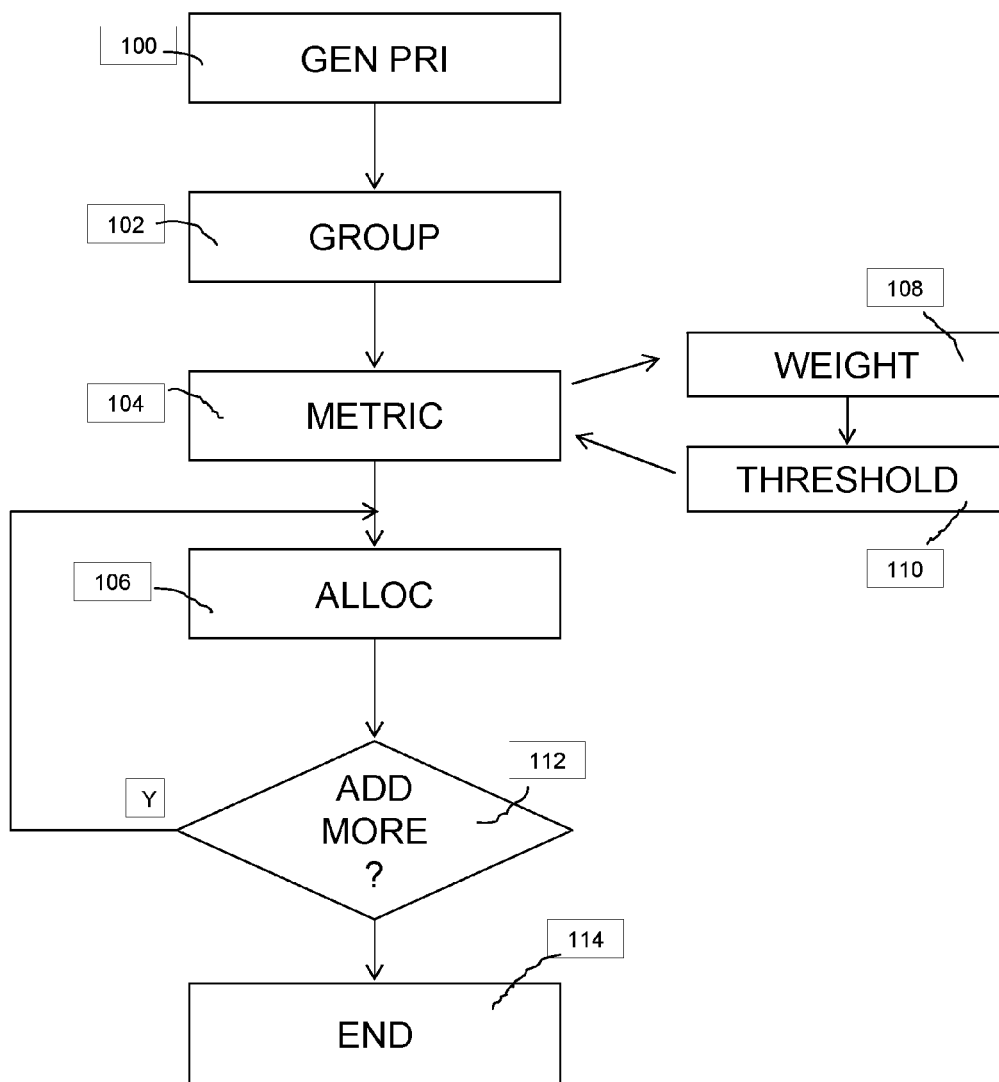 100
GEN PRI
102
GROUP
108
WEIGHT
104
METRIC
THRESHOLD
110
106
ALLOC
112
ADD
MORE
?
Y
114
END